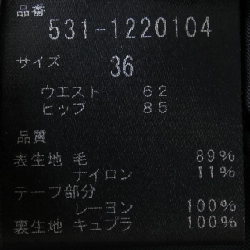 品番
531-1220104
サイズ
36
ウエスト 62
ヒップ 85
品質
表生地 毛 89%
ナイロン 11%
テープ部分
レーヨン 100%
裏生地 キュプラ 100%